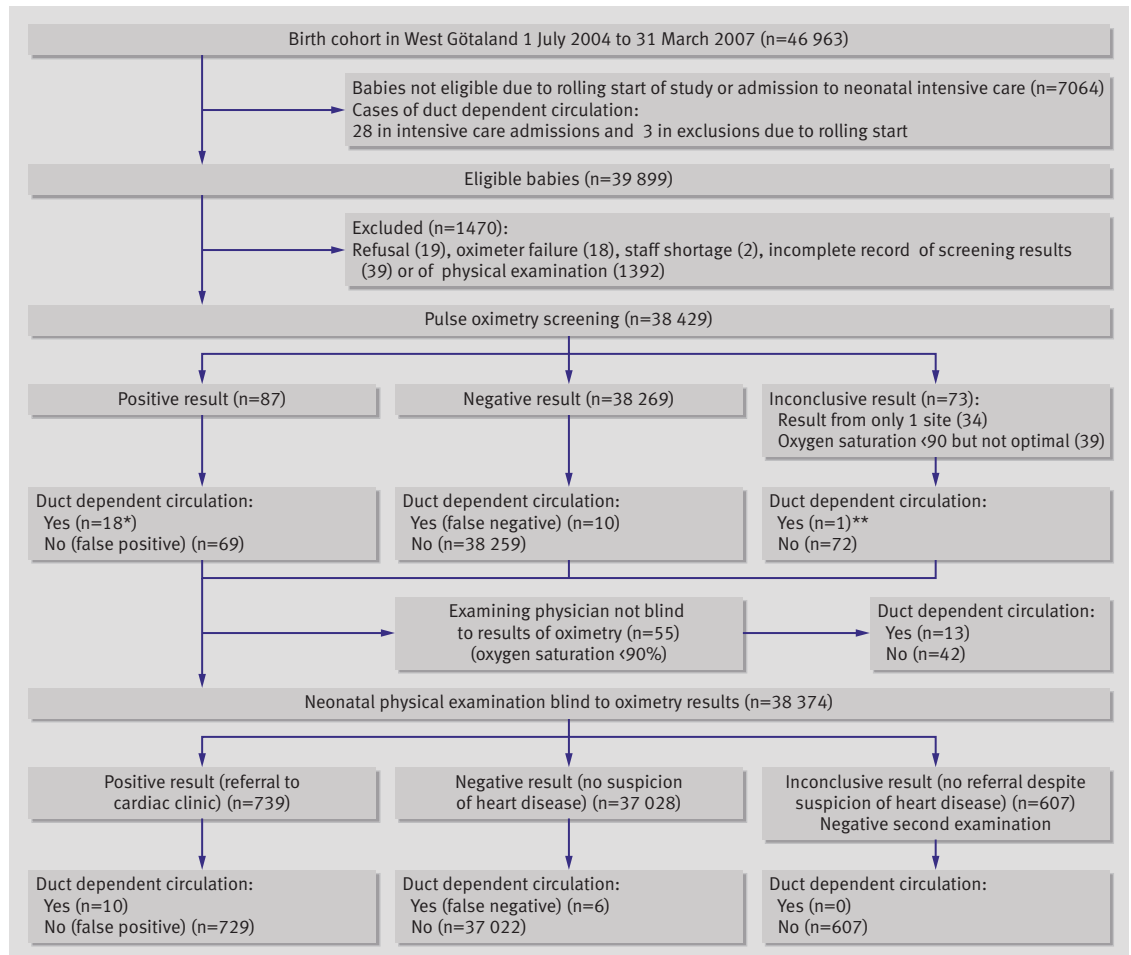 Birth cohort in West Götaland 1 July 2004 to 31 March 2007 (n=46 963)
Babies not eligible due to rolling start of study or admission to neonatal intensive care (n=7064)
Cases of duct dependent circulation:
28 in intensive care admissions and 3 in exclusions due to rolling start
Eligible babies (n=39 899)
Excluded (n=1470):
Refusal (19), oximeter failure (18), staff shortage (2), incomplete record of screening results
(39) or of physical examination (1392)
Pulse oximetry screening (n=38 429)
Positive result (n=87)
Negative result (n=38 269)
Inconclusive result (n=73):
Result from only 1 site (34)
Oxygen saturation <90 but not optimal (39)
Duct dependent circulation:
Yes (n=18*)
No (false positive) (n=69)
Duct dependent circulation:
Yes (false negative) (n=10)
No (n=38 259)
Duct dependent circulation:
Yes (n=1)**
No (n=72)
Examining physician not blind
to results of oximetry (n=55)
(oxygen saturation <90%)
Duct dependent circulation:
Yes (n=13)
No (n=42)
Neonatal physical examination blind to oximetry results (n=38 374)
Positive result (referral to
cardiac clinic) (n=739)
Negative result (no suspicion
of heart disease) (n=37 028)
Inconclusive result (no referral despite
suspicion of heart disease) (n=607)
Negative second examination
Duct dependent circulation:
Yes (n=10)
No (false positive) (n=729)
Duct dependent circulation:
Yes (false negative) (n=6)
No (n=37 022)
Duct dependent circulation:
Yes (n=0)
No (n=607)